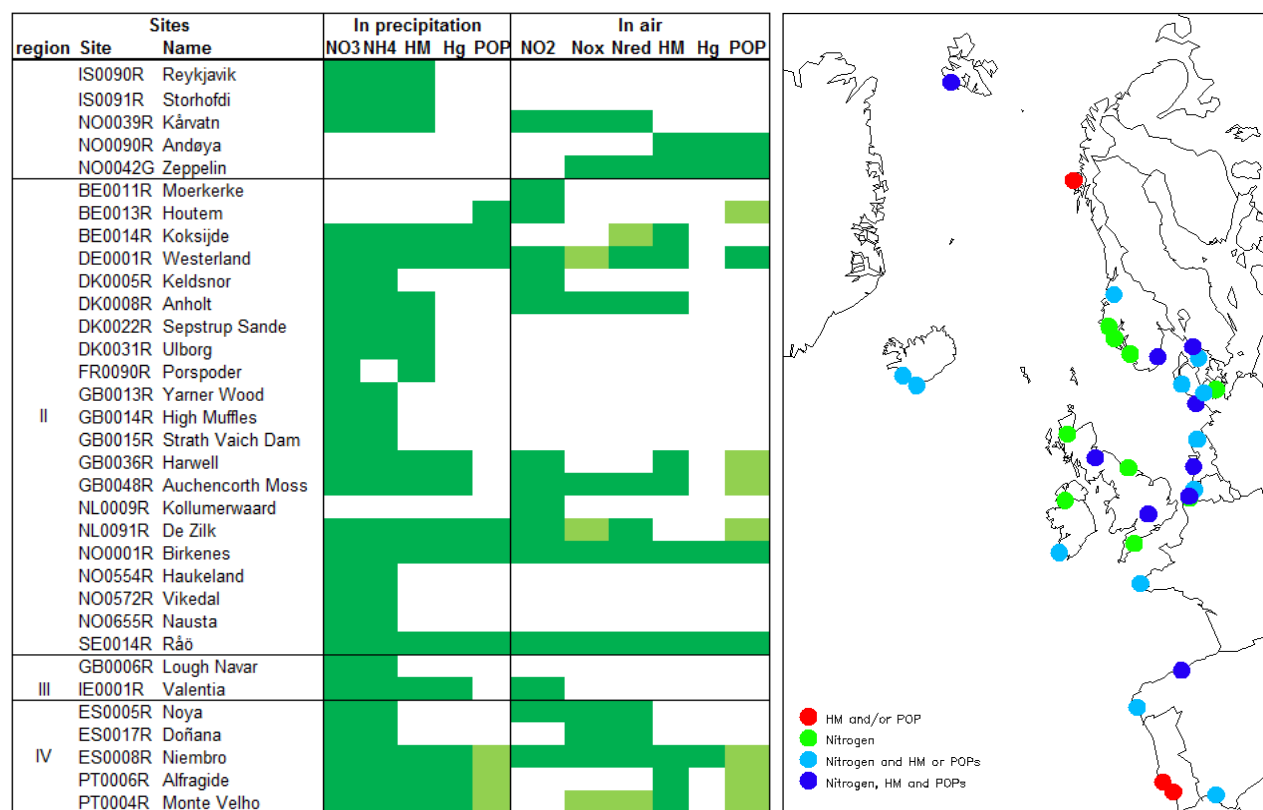 Sites In precipitation In air
region Site Name NO3 NH4 HM Hg POP NO2 Nox Nred HM Hg POP
IS0090R Reykjavik
IS0091R Storhofdi
NO0039R Kårvatn
NO0090R Andøya
NO0042G Zeppelin
BE0011R Moerkerke
BE0013R Houtem
BE0014R Koksijde
DE0001R Westerland
DK0005R Keldsnor
DK0008R Anholt
DK0022R Sepstrup Sande
DK0031R Ulborg
FR0090R Porspoder
GB0013R Yarner Wood
II GB0014R High Muffles
GB0015R Strath Vaich Dam
GB0036R Harwell
GB0048R Auchencorth Moss
NL0009R Kollumerwaard
NL0091R De Zilk
NO0001R Birkenes
NO0554R Haukeland
NO0572R Vikedal
NO0655R Nausta
SE0014R Råö
GB0006R Lough Navar
III IE0001R Valentia
ES0005R Noya
ES0017R Doñana
IV ES0008R Niembro
PT0006R Alfragide
PT0004R Monte Velho
HM and/or POP
Nitrogen
Nitrogen and HM or POPs
Nitrogen, HM and POPs